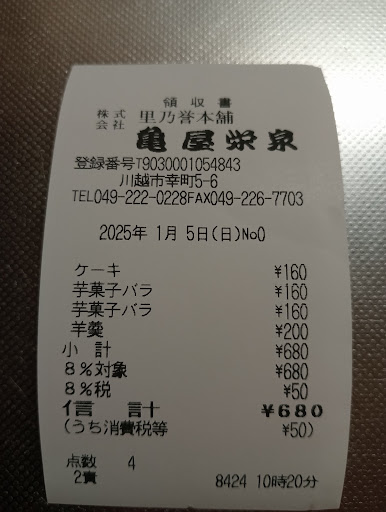 領収書
株式会社 里乃誉本舗
亀屋栄泉
登録番号T9030001054843
川越市幸町5-6
TEL049-222-0228FAX049-226-7703
2025年 1月 5日(日)No0
ケーキ ¥160
芋菓子バラ ¥160
芋菓子バラ ¥160
羊羹 ¥200
小 計 ¥680
8%対象 ¥680
8%税 ¥50
信 計 ¥680
(うち消費税等 ¥50)
点数 4
2責 8424 10時20分